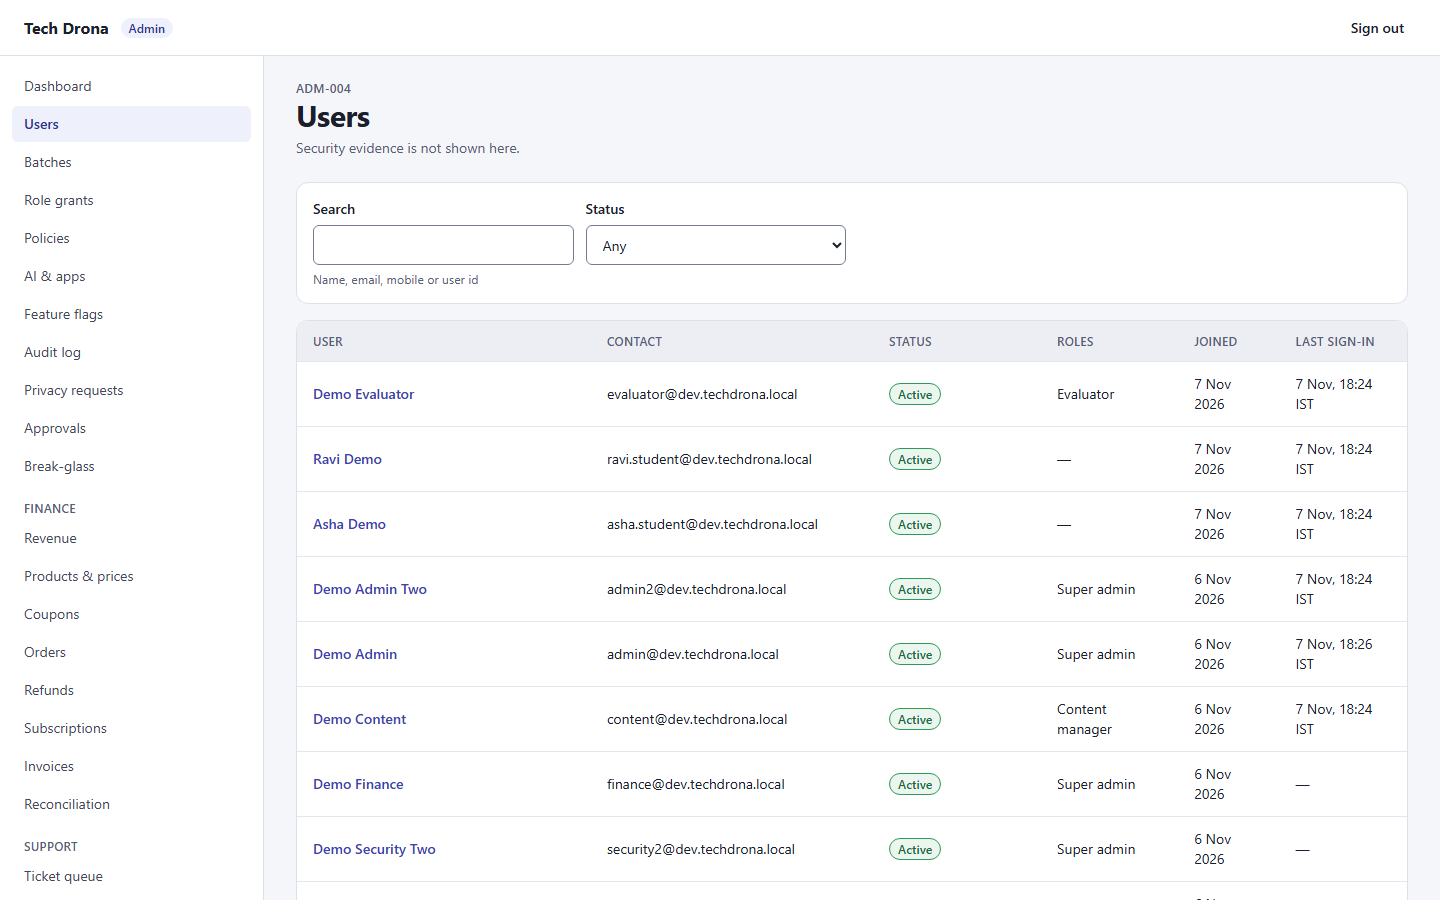 Tech Drona Admin Sign out
Dashboard
Users
Batches
Role grants
Policies
AI & apps
Feature flags
Audit log
Privacy requests
Approvals
Break-glass
FINANCE
Revenue
Products & prices
Coupons
Orders
Refunds
Subscriptions
Invoices
Reconciliation
SUPPORT
Ticket queue
ADM-004
Users
Security evidence is not shown here.
Search Status
Any
Name, email, mobile or user id
USER CONTACT STATUS ROLES JOINED LAST SIGN-IN
Demo Evaluator evaluator@dev.techdrona.local Active Evaluator 7 Nov 2026 7 Nov, 18:24 IST
Ravi Demo ravi.student@dev.techdrona.local Active — 7 Nov 2026 7 Nov, 18:24 IST
Asha Demo asha.student@dev.techdrona.local Active — 7 Nov 2026 7 Nov, 18:24 IST
Demo Admin Two admin2@dev.techdrona.local Active Super admin 6 Nov 2026 7 Nov, 18:24 IST
Demo Admin admin@dev.techdrona.local Active Super admin 6 Nov 2026 7 Nov, 18:26 IST
Demo Content content@dev.techdrona.local Active Content manager 6 Nov 2026 7 Nov, 18:24 IST
Demo Finance finance@dev.techdrona.local Active Super admin 6 Nov 2026 —
Demo Security Two security2@dev.techdrona.local Active Super admin 6 Nov 2026 —